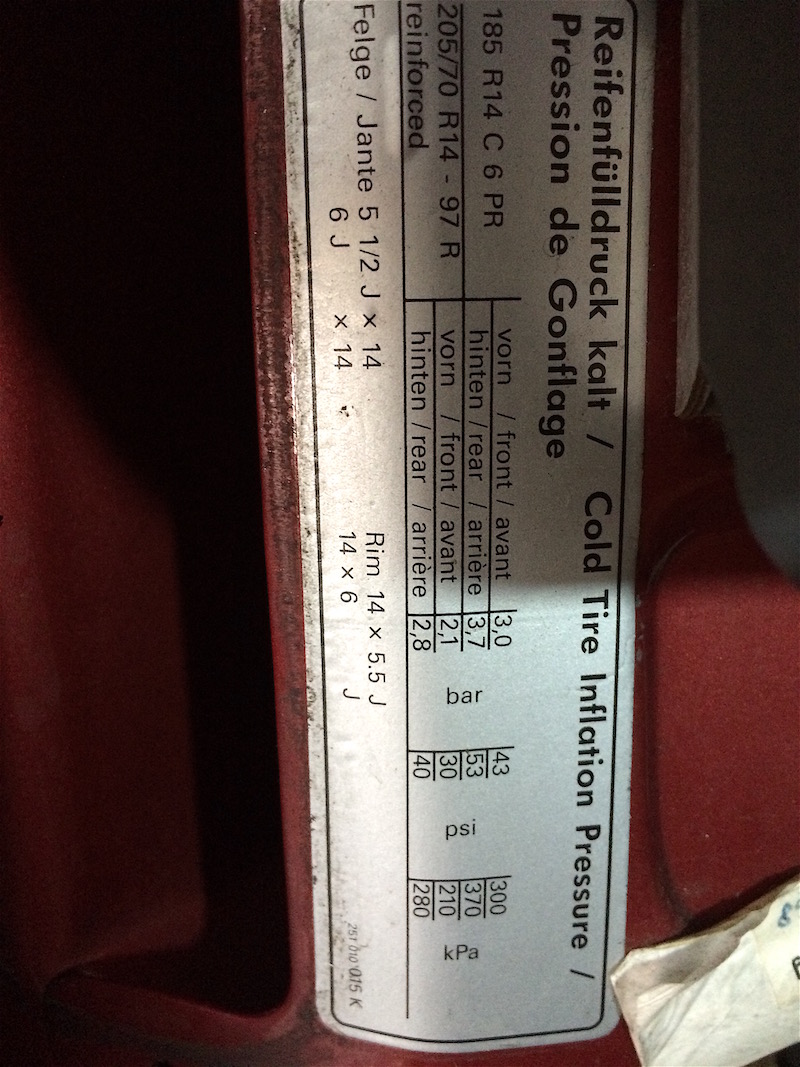 Reifenfülldruck kalt / Cold Tire Inflation Pressure /
Pression de Gonflage
185 R14 C 6 PR vorn / front / avant 3,0 43 300
hinten / rear / arrière 3,7 53 370
205/70 R14 - 97 R vorn / front / avant 2,1 bar 30 psi 210 kPa
reinforced hinten / rear / arrière 2,8 40 280
Felge / Jante 5 1/2 J x 14 Rim 14 x 5.5 J
6 J x 14 14 x 6 J
251 010 015 K